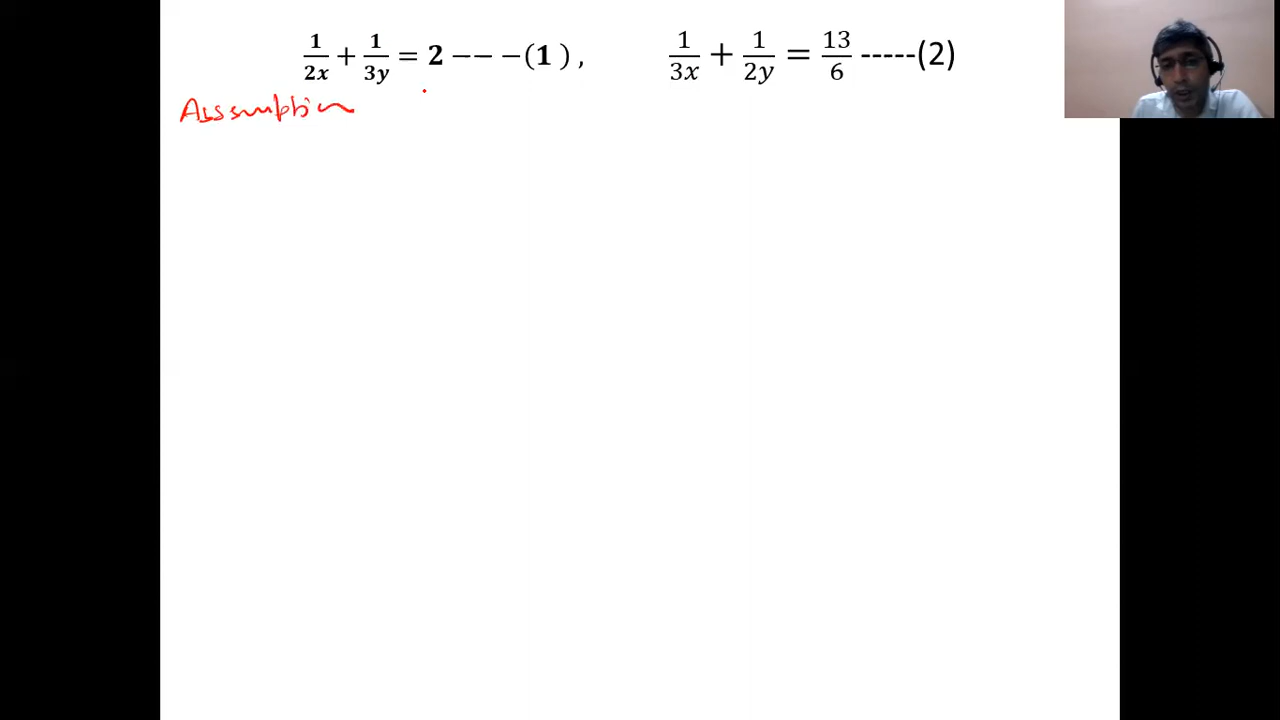 1/2x + 1/3y = 2 −− −(1 ) ,    1/3x + 1/2y = 13/6 -----(2)
Assumption